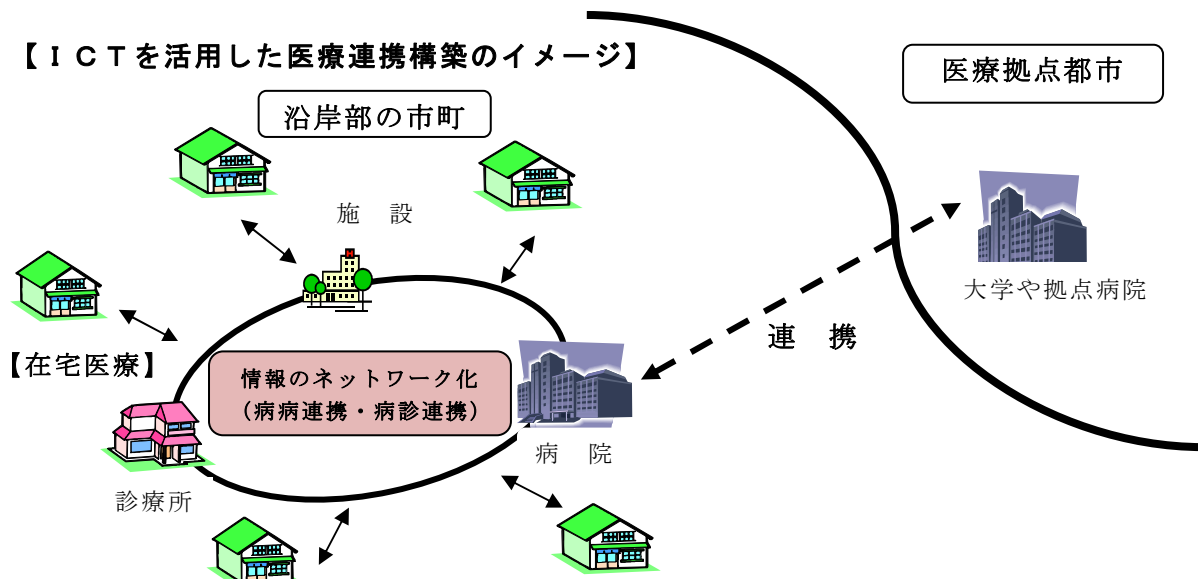 【ＩＣＴを活用した医療連携構築のイメージ】
医療拠点都市
沿岸部の市町
施　設
大学や拠点病院
連　携
【在宅医療】
情報のネットワーク化
（病病連携・病診連携）
病　院
診療所